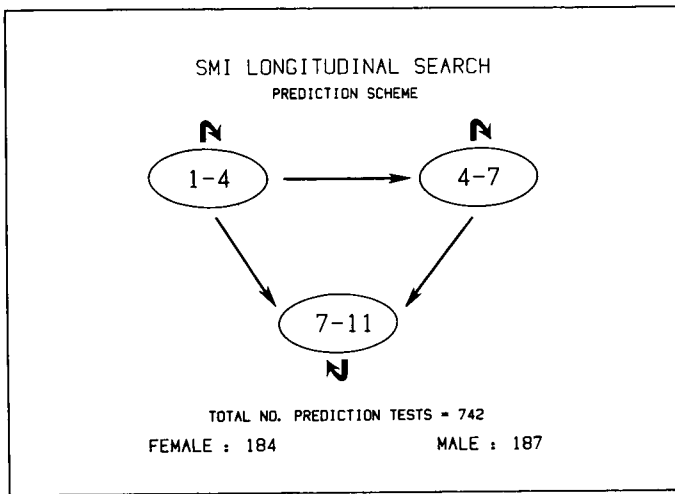 SMI LONGITUDINAL SEARCH
PREDICTION SCHEME
1-4
4-7
7-11
TOTAL NO. PREDICTION TESTS = 742
FEMALE : 184 MALE : 187